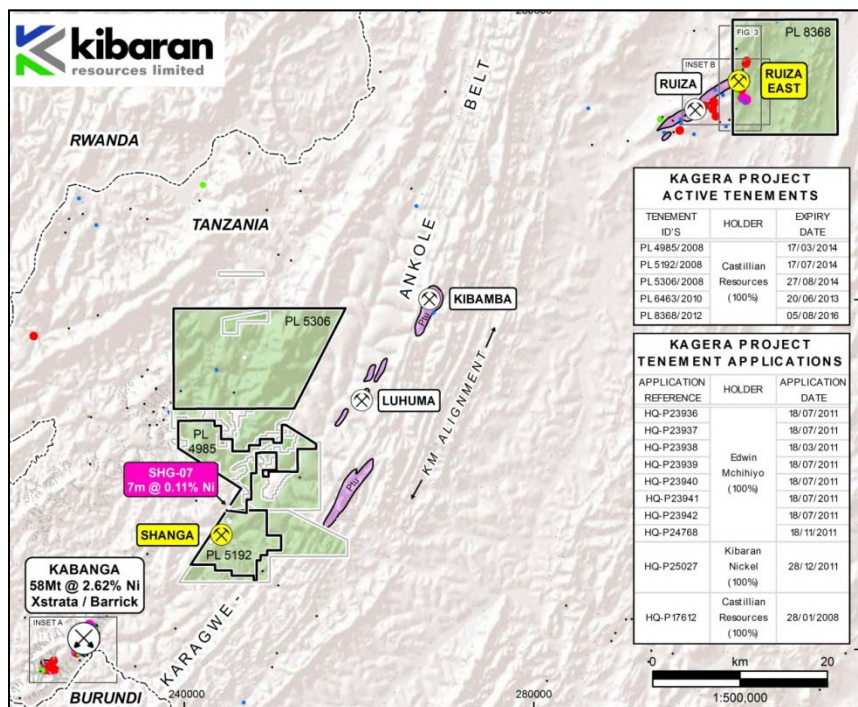 kibaran
resources limited
280000
RWANDA
TANZANIA
KARAGWE - ANKOLE BELT
KM ALIGNMENT
FIG. 3
PL 8368
INSET B
RUIZA
RUIZA
EAST
KIBAMBA
Ptu
LUHUMA
Ptu
PL 5306
PL
4985
SHG-07
7m @ 0.11% Ni
SHANGA
PL 5192
KABANGA
58Mt @ 2.62% Ni
Xstrata / Barrick
INSET A
BURUNDI
240000
280000
KAGERA PROJECT
ACTIVE TENEMENTS
TENEMENT ID'S HOLDER EXPIRY DATE
PL 4985/2008 17/03/2014
PL 5192/2008 17/07/2014
PL 5306/2008 Castillian Resources (100%) 27/08/2014
PL 6463/2010 20/06/2013
PL 8368/2012 05/08/2016
KAGERA PROJECT
TENEMENT APPLICATIONS
APPLICATION REFERENCE HOLDER APPLICATION DATE
HQ-P23936 18/07/2011
HQ-P23937 18/07/2011
HQ-P23938 18/03/2011
HQ-P23939 Edwin Mchihiyo (100%) 18/07/2011
HQ-P23940 18/07/2011
HQ-P23941 18/07/2011
HQ-P23942 18/07/2011
HQ-P24768 18/11/2011
HQ-P25027 Kibaran Nickel (100%) 28/12/2011
HQ-P17612 Castillian Resources (100%) 28/01/2008
0 km 20
1:500,000